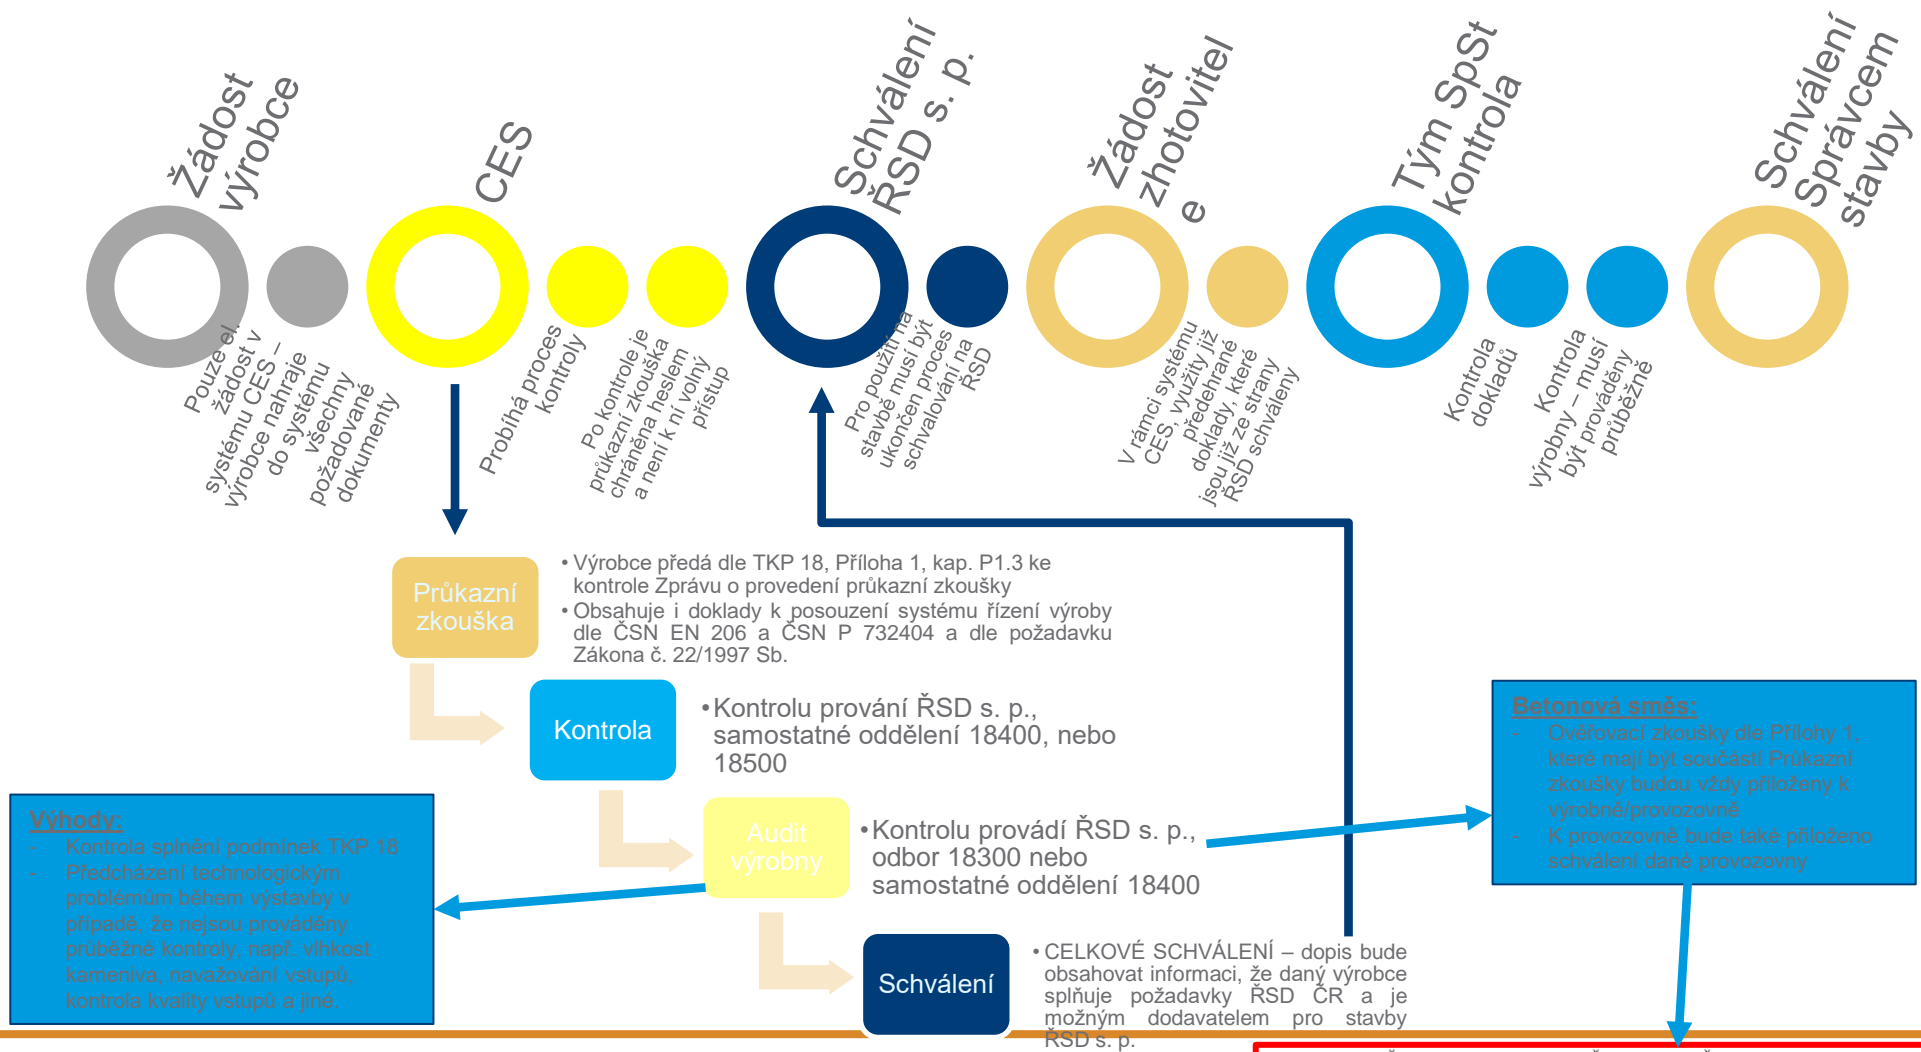 Žádost
výrobce
CES
Schválení
ŘSD s. p.
Žádost
zhotovitel
e
Tým SpSt
kontrola
Schválení
Správcem
stavby
Pouze el.
žádost v
systému CES –
výrobce nahraje
do systému
všechny
požadované
dokumenty
Probíhá proces
kontroly
Po kontrole je
průkazní zkouška
chráněna heslem
a není k ní volný
přístup
Pro použití na
stavbě musí být
ukončen proces
schvalování na
ŘSD
V rámci systému
CES, využity již
předehrané
doklady, které
jsou již ze strany
ŘSD schváleny
Kontrola
dokladů
Kontrola
výrobny – musí
být prováděny
průběžně
Průkazní
zkouška
• Výrobce předá dle TKP 18, Příloha 1, kap. P1.3 ke
kontrole Zprávu o provedení průkazní zkoušky
• Obsahuje i doklady k posouzení systému řízení výroby
dle ČSN EN 206 a ČSN P 732404 a dle požadavku
Zákona č. 22/1997 Sb.
Kontrola
• Kontrolu prování ŘSD s. p.,
samostatné oddělení 18400, nebo
18500
Audit
výrobny
• Kontrolu provádí ŘSD s. p.,
odbor 18300 nebo
samostatné oddělení 18400
Schválení
• CELKOVÉ SCHVÁLENÍ – dopis bude
obsahovat informaci, že daný výrobce
splňuje požadavky ŘSD ČR a je
možným dodavatelem pro stavby
ŘSD s. p.
Výhody:
- Kontrola splnění podmínek TKP 18
- Předcházení technologickým
problémům během výstavby v
případě, že nejsou prováděny
průběžné kontroly, např. vlhkost
kameniva, navažování vstupů,
kontrola kvality vstupů a jiné.
Betonová směs:
- Ověřovací zkoušky dle Přílohy 1,
které mají být součástí Průkazní
zkoušky budou vždy přiloženy k
výrobně/provozovně
- K provozovně bude také přiloženo
schválení dané provozovny